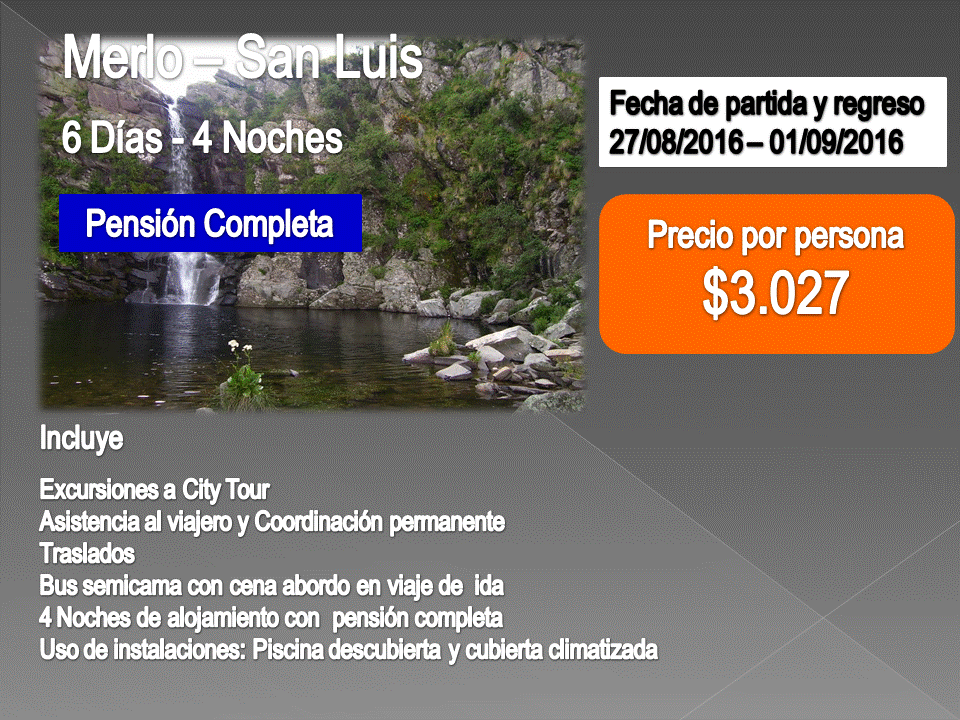 Merlo – San Luis
6 Días - 4 Noches
Pensión Completa
Fecha de partida y regreso
27/08/2016 – 01/09/2016
Precio por persona
$3.027
Incluye
Excursiones a City Tour
Asistencia al viajero y Coordinación permanente
Traslados
Bus semicama con cena abordo en viaje de ida
4 Noches de alojamiento con pensión completa
Uso de instalaciones: Piscina descubierta y cubierta climatizada